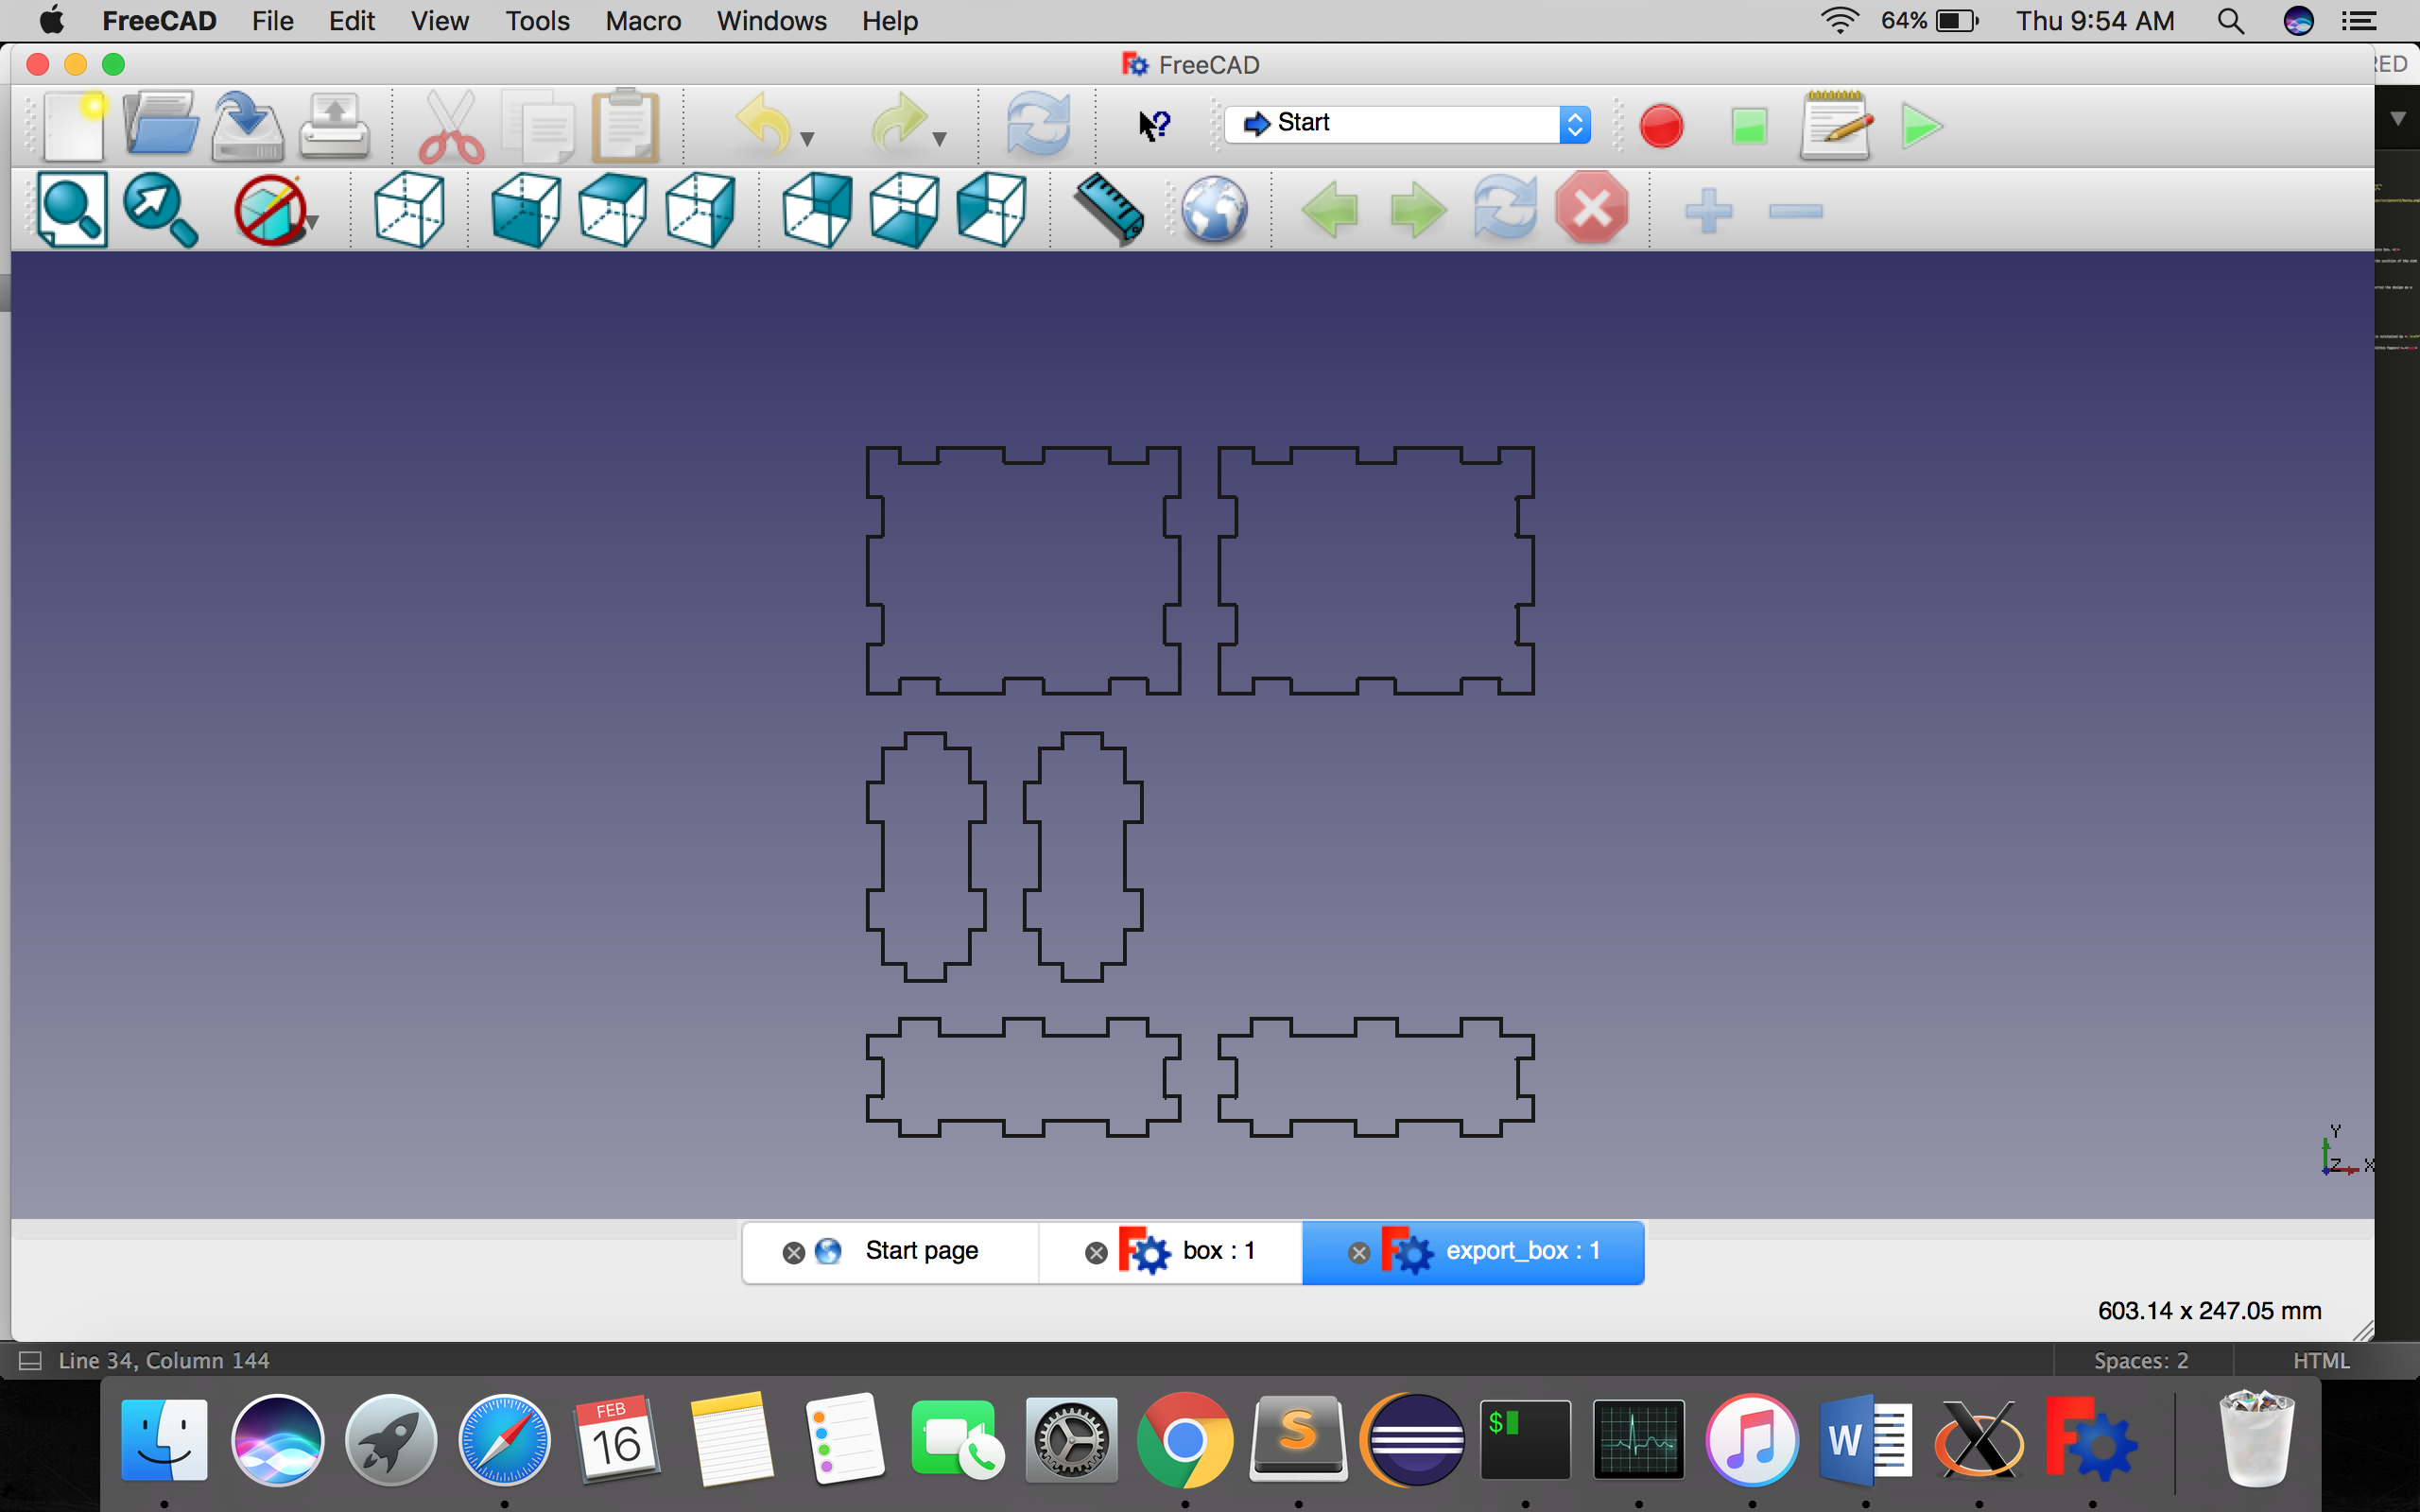 FreeCAD File Edit View Tools Macro Windows Help 64% Thu 9:54 AM
FreeCAD
RED
Start
Y
Z X
Start page box : 1 export_box : 1
603.14 x 247.05 mm
Line 34, Column 144 Spaces: 2 HTML
FEB
16
S
$
W
X